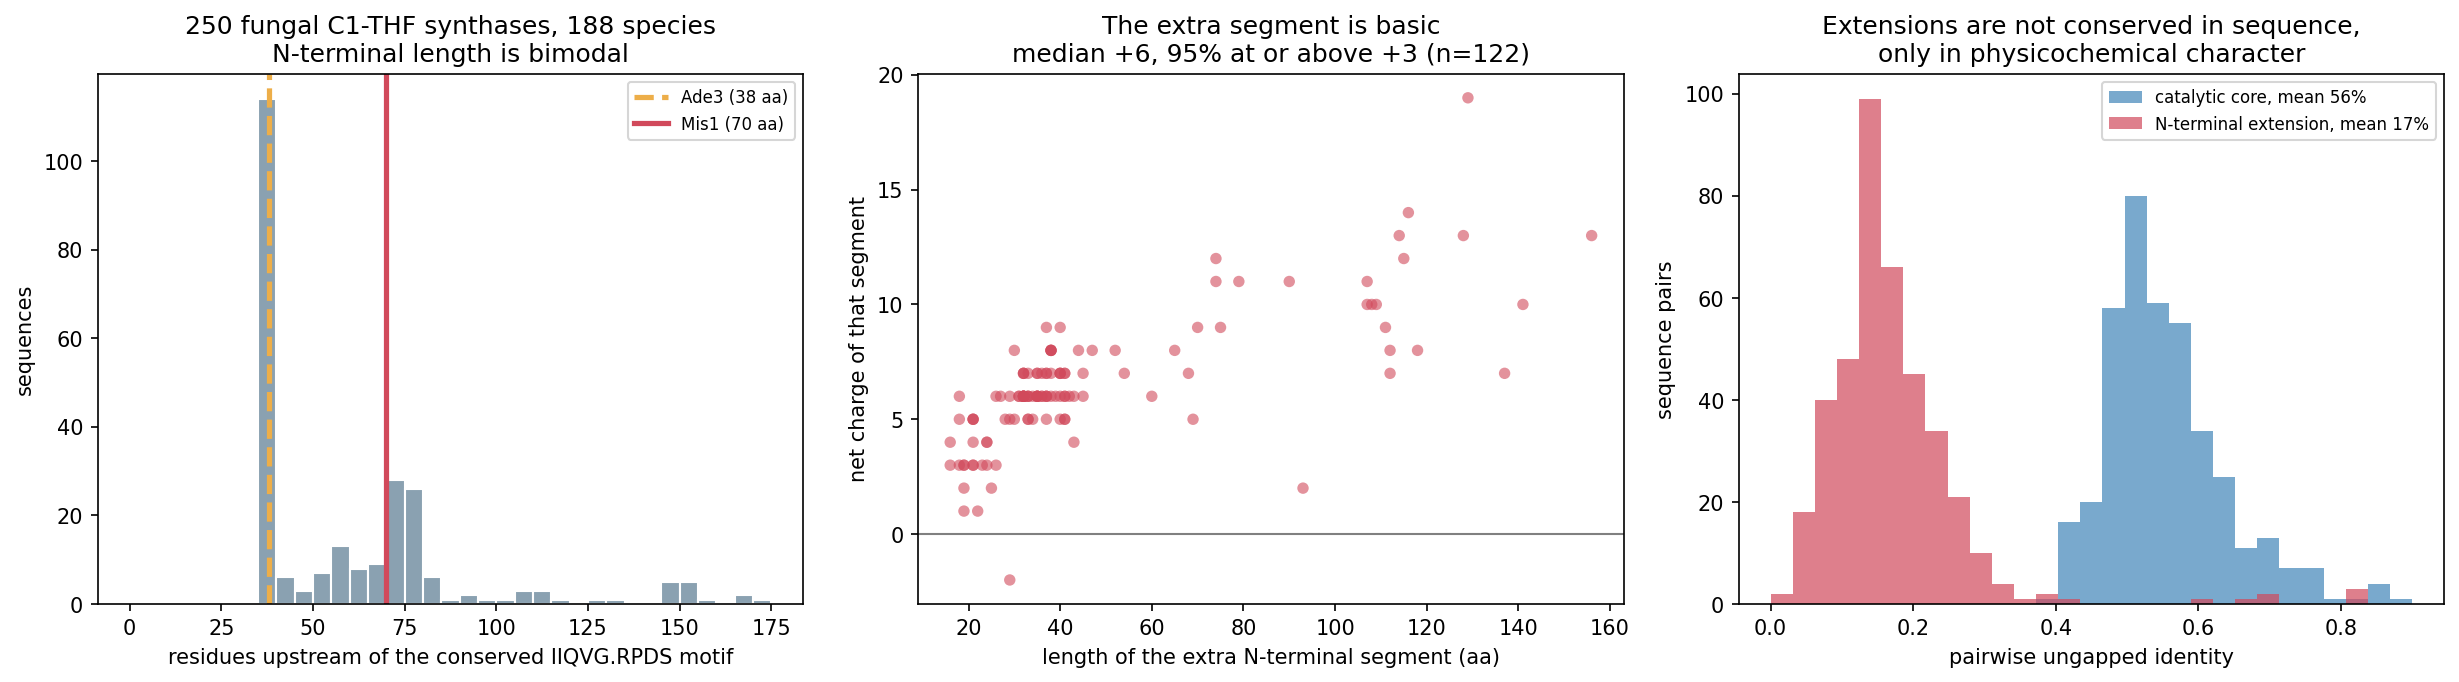 250 fungal C1-THF synthases, 188 species
N-terminal length is bimodal
Ade3 (38 aa)
Mis1 (70 aa)
sequences
100
80
60
40
20
0
0 25 50 75 100 125 150 175
residues upstream of the conserved IIQVG.RPDS motif
The extra segment is basic
median +6, 95% at or above +3 (n=122)
net charge of that segment
20
15
10
5
0
20 40 60 80 100 120 140 160
length of the extra N-terminal segment (aa)
Extensions are not conserved in sequence,
only in physicochemical character
catalytic core, mean 56%
N-terminal extension, mean 17%
sequence pairs
100
80
60
40
20
0
0.0 0.2 0.4 0.6 0.8
pairwise ungapped identity